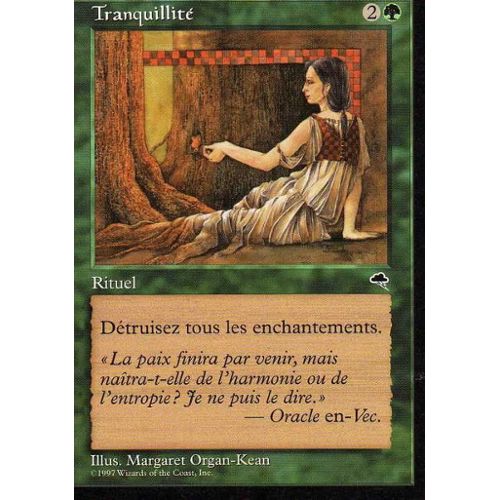 Tranquillité 2
Rituel
Détruisez tous les enchantements.
« La paix finira par venir, mais
naîtra-t-elle de l'harmonie ou de
l'entropie ? Je ne puis le dire. »
— Oracle en-Vec.
Illus. Margaret Organ-Kean
©1997 Wizards of the Coast, Inc.